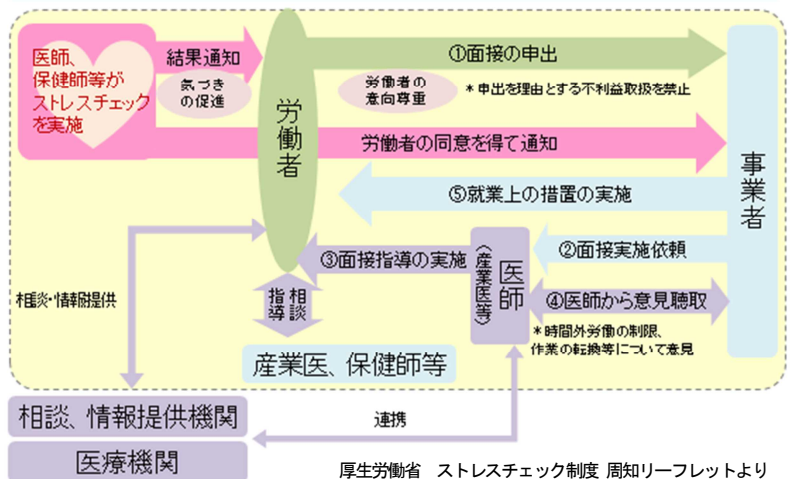 医師、
保健師等が
ストレスチェック
を実施
結果通知
気づき
の促進
労働者
①面接の申出
労働者の
意向尊重
＊申出を理由とする不利益取扱を禁止
労働者の同意を得て通知
事業者
⑤就業上の措置の実施
②面接実施依頼
③面接指導の実施
医師
（産業医等）
④医師から意見聴取
＊時間外労働の制限、
作業の転換等について意見
相談・情報提供
相談
指導
産業医、保健師等
相談、情報提供機関
医療機関
連携
厚生労働省　ストレスチェック制度 周知リーフレットより